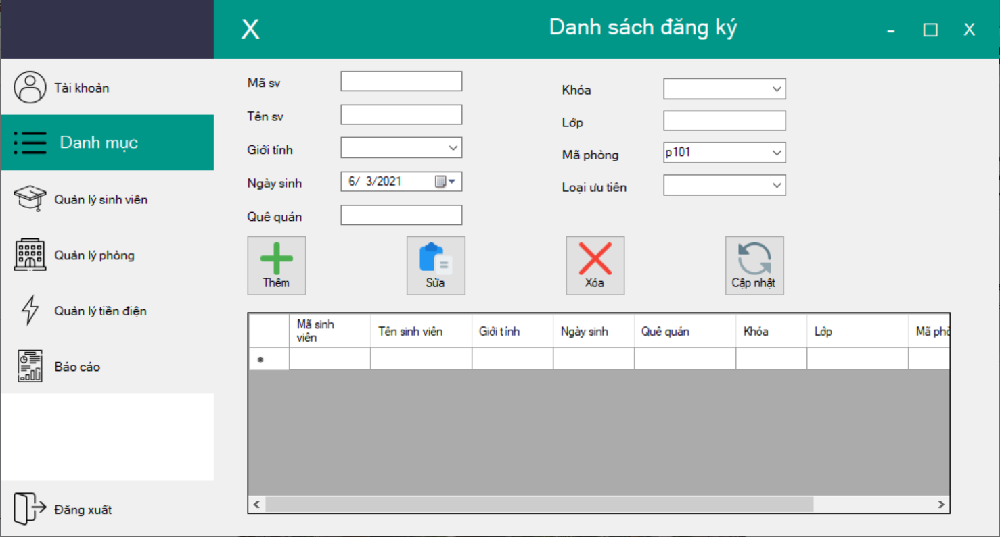 X
Danh sách đăng ký
- □ X
Tài khoản
Danh mục
Quản lý sinh viên
Quản lý phòng
Quản lý tiền điện
Báo cáo
Đăng xuất
Mã sv
Tên sv
Giới tính
Ngày sinh 6/ 3/2021
Quê quán
Khóa
Lớp
Mã phòng p101
Loại ưu tiên
Thêm Sửa Xóa Cập nhật
Mã sinh
viên
Tên sinh viên Giới tính Ngày sinh Quê quán Khóa Lớp Mã phò